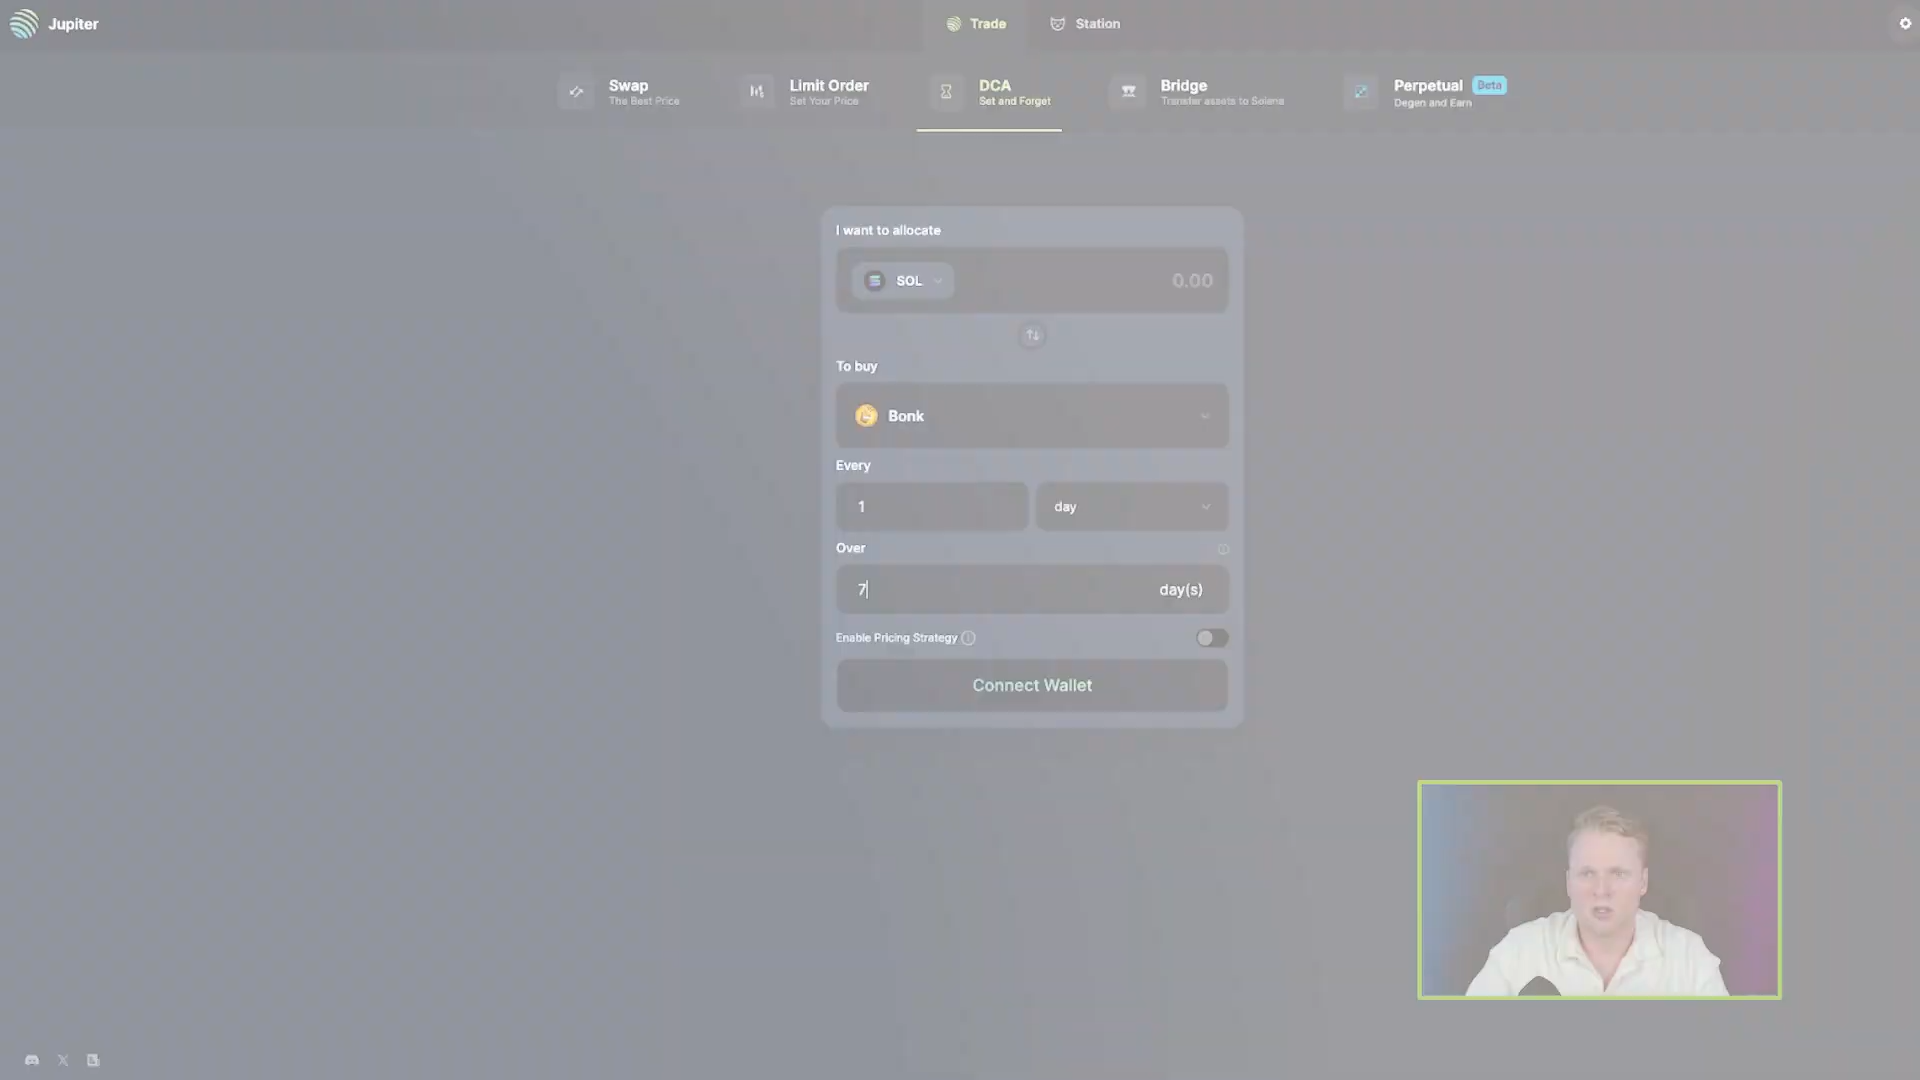 Jupiter
Trade
Station
Swap
The Best Price
Limit Order
Set Your Price
DCA
Set and Forget
Bridge
Transfer assets to Solana
Perpetual Beta
Degen and Earn
I want to allocate
SOL
0.00
To buy
Bonk
Every
1
day
Over
7
day(s)
Enable Pricing Strategy
Connect Wallet